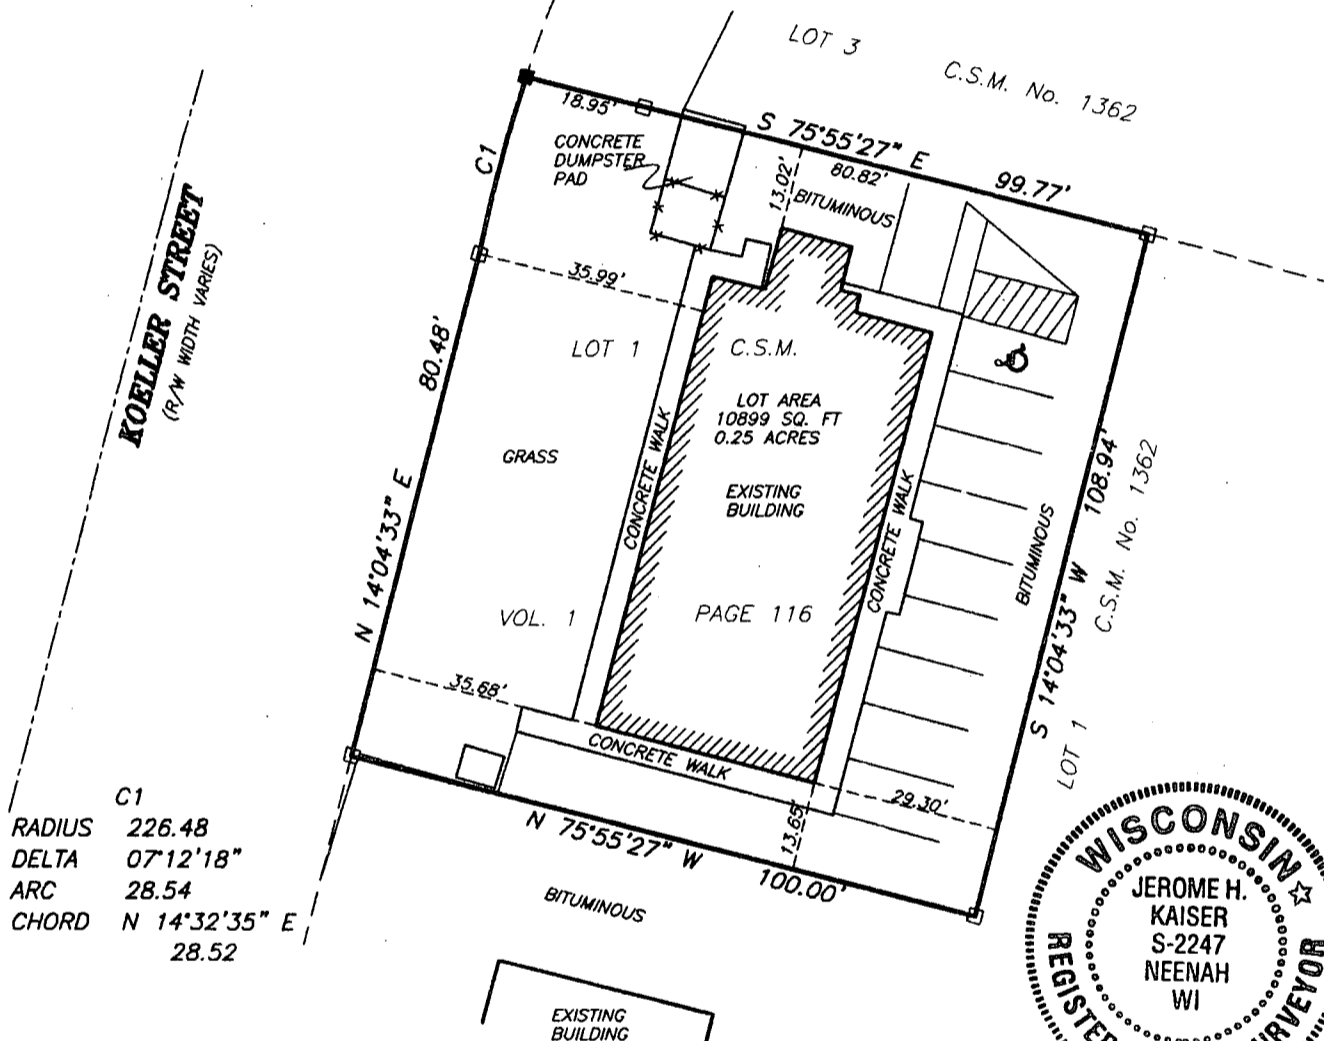 LOT 3
C.S.M. No. 1362
18.95'
S 75°55'27" E
99.77'
80.82'
13.02'
BITUMINOUS
CONCRETE
DUMPSTER
PAD
C1
KOELLER STREET
(R/W WIDTH VARIES)
35.99'
80.48'
N 14°04'33" E
LOT 1
C.S.M.
LOT AREA
10899 SQ. FT
0.25 ACRES
GRASS
CONCRETE WALK
EXISTING
BUILDING
CONCRETE WALK
BITUMINOUS
108.94'
S 14°04'33" W
C.S.M. No. 1362
LOT 1
VOL. 1
PAGE 116
35.68'
CONCRETE WALK
29.30'
13.65'
N 75°55'27" W
100.00'
BITUMINOUS
EXISTING
BUILDING
C1
RADIUS 226.48
DELTA 07°12'18"
ARC 28.54
CHORD N 14°32'35" E
28.52
WISCONSIN
JEROME H.
KAISER
S-2247
NEENAH
WI